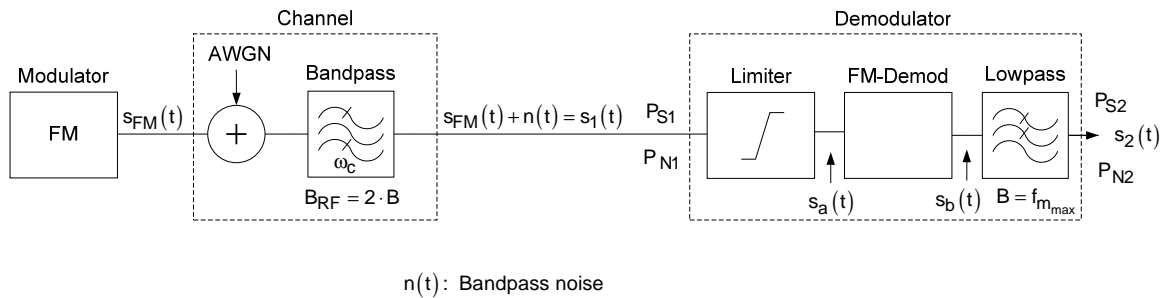 Channel
Demodulator
AWGN
Modulator
Bandpass
Limiter
FM-Demod
Lowpass
FM
s_FM(t)
+
ω_c
s_FM(t) + n(t) = s_1(t)
P_S1
P_N1
P_S2
s_2(t)
P_N2
B_RF = 2 · B
s_a(t)
s_b(t)
B = f_m_max
n(t): Bandpass noise